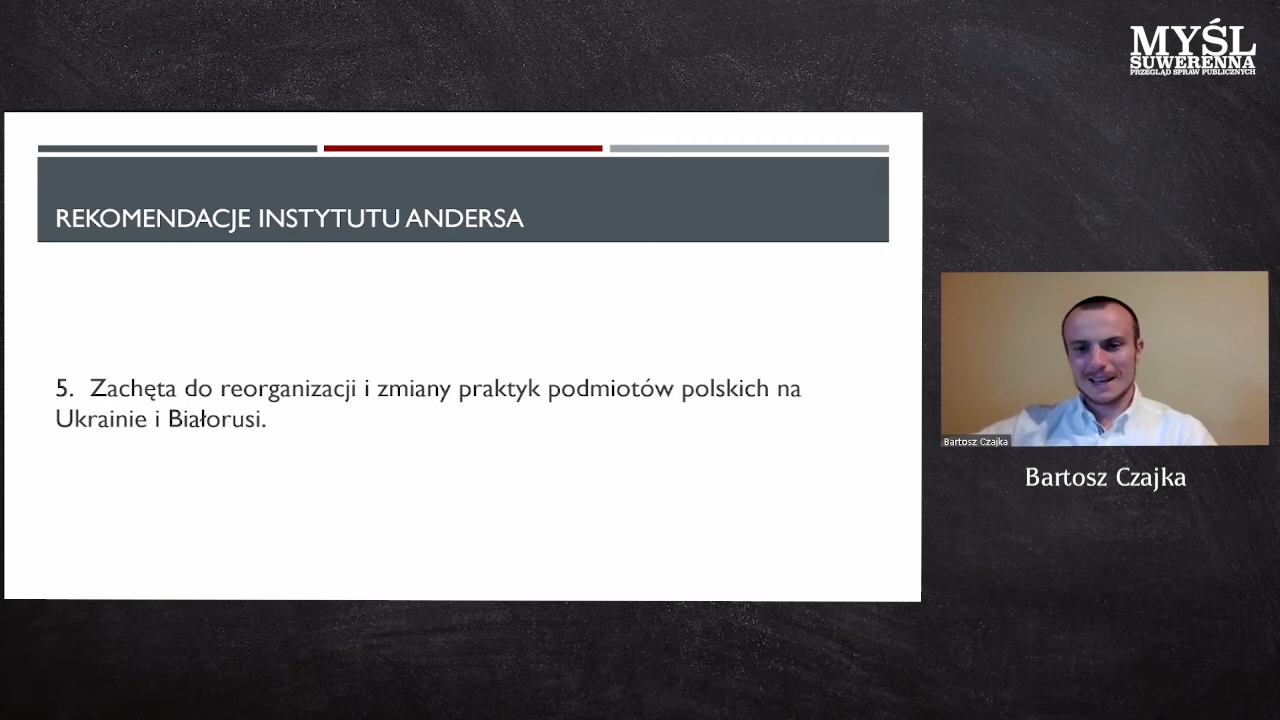 MYŚL
SUWERENNA
PRZEGLĄD SPRAW PUBLICZNYCH
REKOMENDACJE INSTYTUTU ANDERSA
5. Zachęta do reorganizacji i zmiany praktyk podmiotów polskich na
Ukrainie i Białorusi.
Bartosz Czajka
Bartosz Czajka